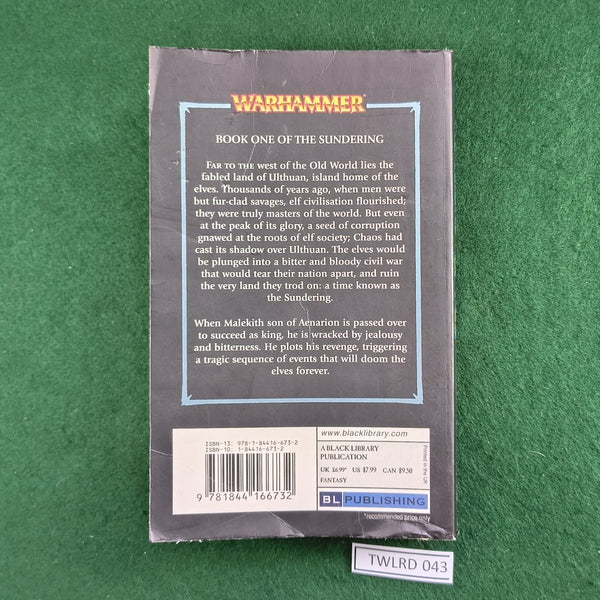 WARHAMMER
BOOK ONE OF THE SUNDERING
FAR TO THE west of the Old World lies the
fabled land of Ulthuan, island home of the
elves. Thousands of years ago, when men were
but fur-clad savages, elf civilisation flourished;
they were truly masters of the world. But even
at the peak of its glory, a seed of corruption
gnawed at the roots of elf society; Chaos had
cast its shadow over Ulthuan. The elves would
be plunged into a bitter and bloody civil war
that would tear their nation apart, and ruin
the very land they trod on: a time known as
the Sundering.
When Malekith son of Aenarion is passed over
to succeed as king, he is wracked by jealousy
and bitterness. He plots his revenge, triggering
a tragic sequence of events that will doom the
elves forever.
ISBN-13: 978-1-84416-673-2
ISBN-10: 1-84416-673-2
9 781844 166732
www.blacklibrary.com
A BLACK LIBRARY
PUBLICATION
UK £6.99* US $7.99 CAN $9.50
FANTASY
BL PUBLISHING
Printed in the UK
*recommended price only
TWLRD 043